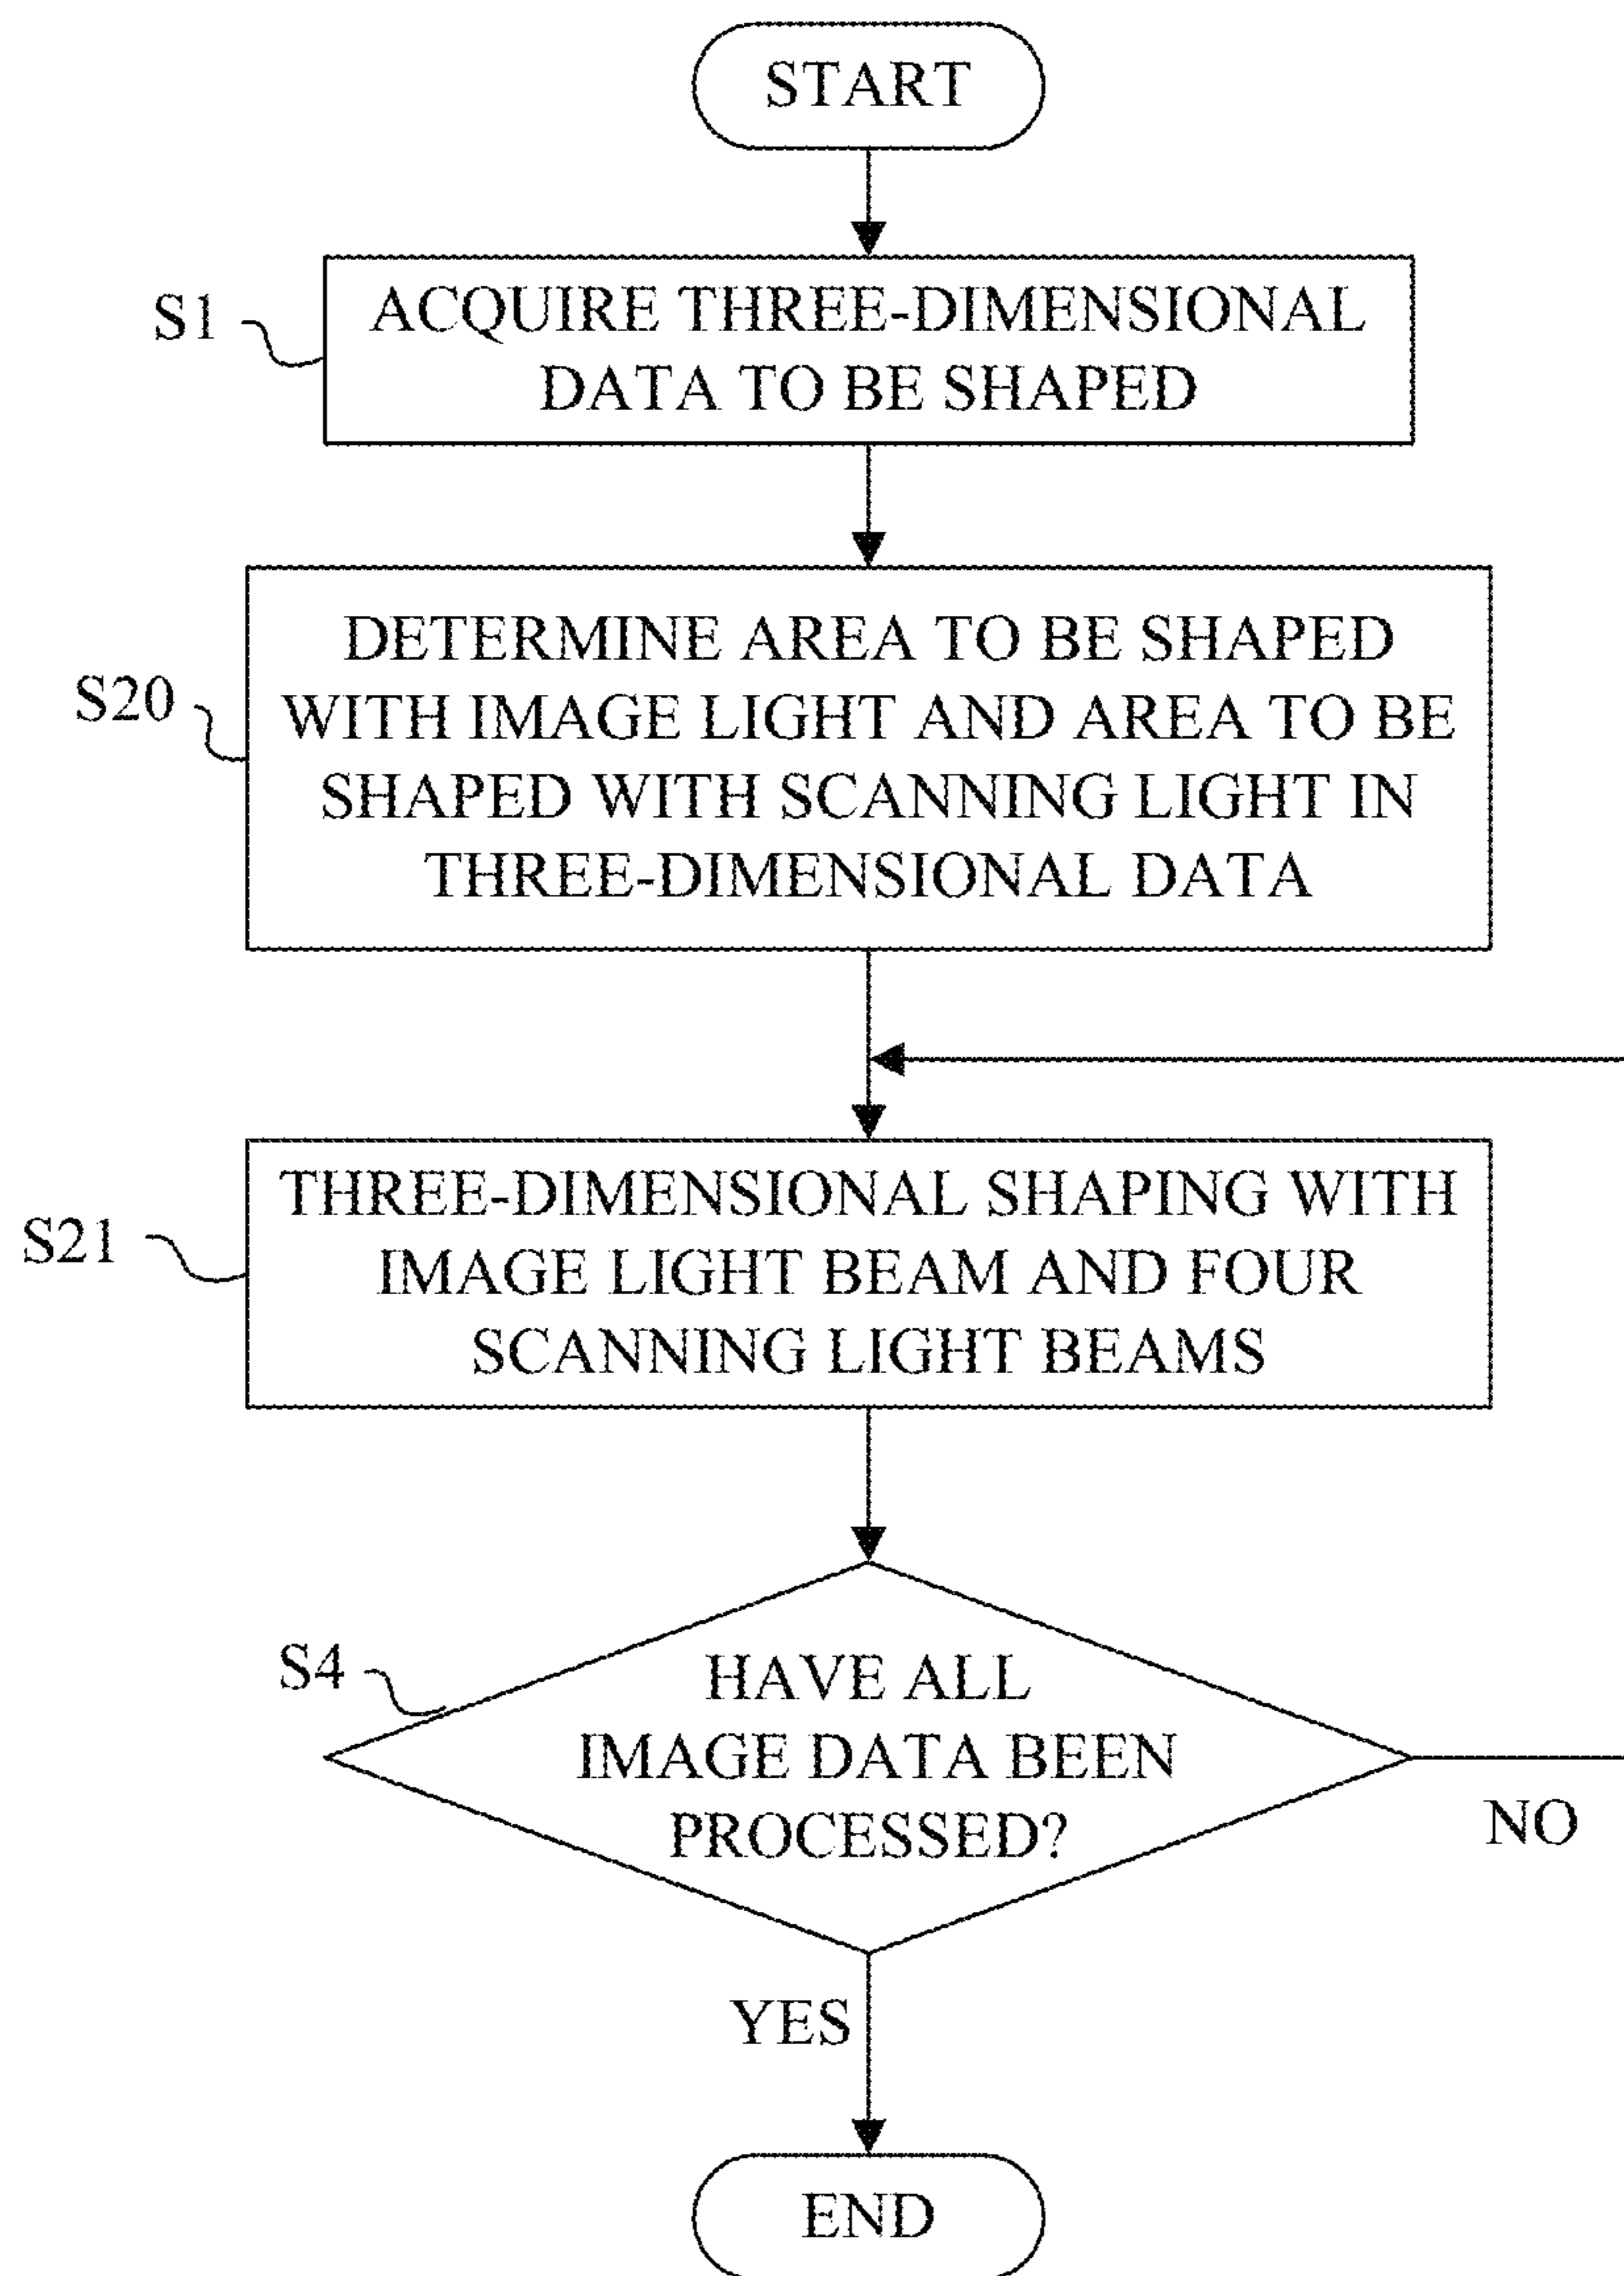 START
S1
ACQUIRE THREE-DIMENSIONAL
DATA TO BE SHAPED
S20
DETERMINE AREA TO BE SHAPED
WITH IMAGE LIGHT AND AREA TO BE
SHAPED WITH SCANNING LIGHT IN
THREE-DIMENSIONAL DATA
S21
THREE-DIMENSIONAL SHAPING WITH
IMAGE LIGHT BEAM AND FOUR
SCANNING LIGHT BEAMS
S4
HAVE ALL
IMAGE DATA BEEN
PROCESSED?
NO
YES
END